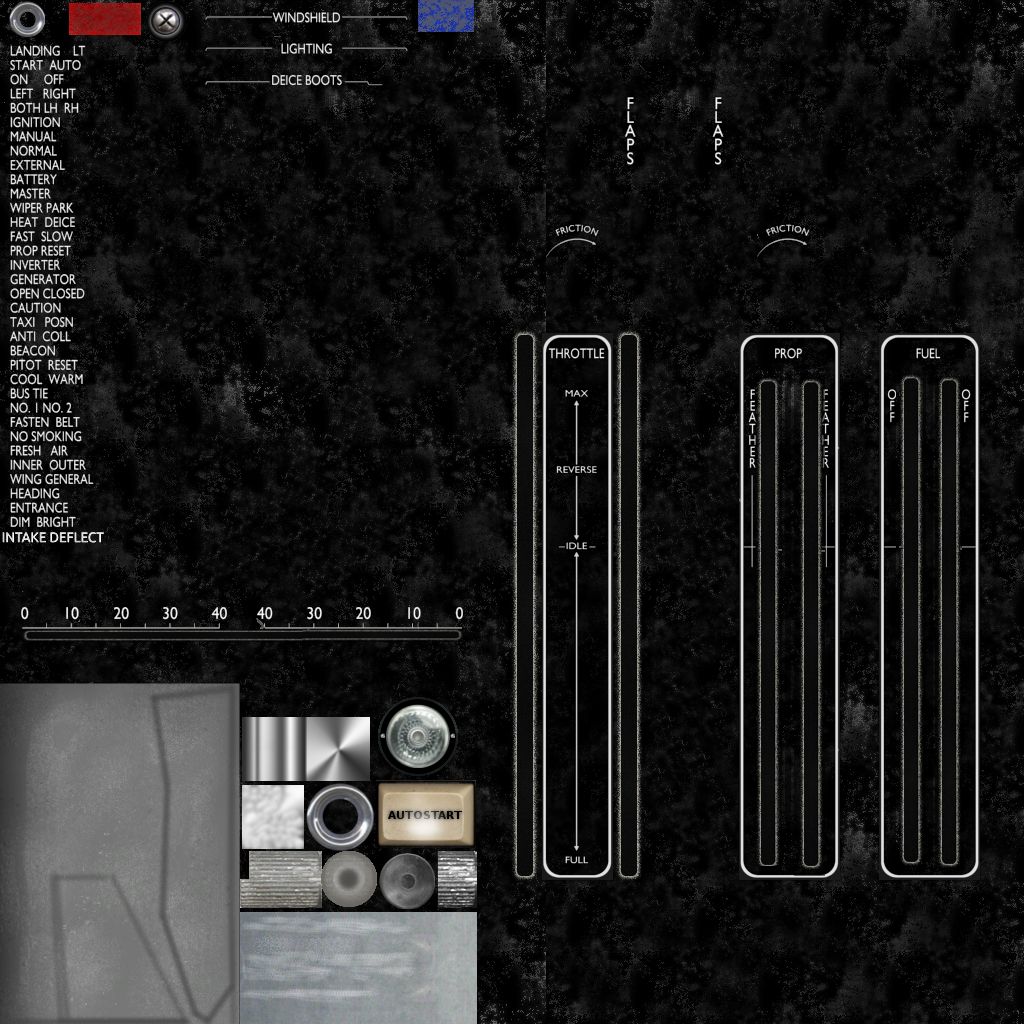 WINDSHIELD
LIGHTING
DEICE BOOTS
LANDING LT
START AUTO
ON OFF
LEFT RIGHT
BOTH LH RH
IGNITION
MANUAL
NORMAL
EXTERNAL
BATTERY
MASTER
WIPER PARK
HEAT DEICE
FAST SLOW
PROP RESET
INVERTER
GENERATOR
OPEN CLOSED
CAUTION
TAXI POSN
ANTI COLL
BEACON
PITOT RESET
COOL WARM
BUS TIE
NO. 1 NO. 2
FASTEN BELT
NO SMOKING
FRESH AIR
INNER OUTER
WING GENERAL
HEADING
ENTRANCE
DIM BRIGHT
INTAKE DEFLECT
0 10 20 30 40 30 20 10 0
AUTOSTART
FLAPS
FLAPS
FRICTION
FRICTION
THROTTLE
MAX
REVERSE
IDLE
FULL
PROP
FEATHER
FEATHER
FUEL
OFF
OFF